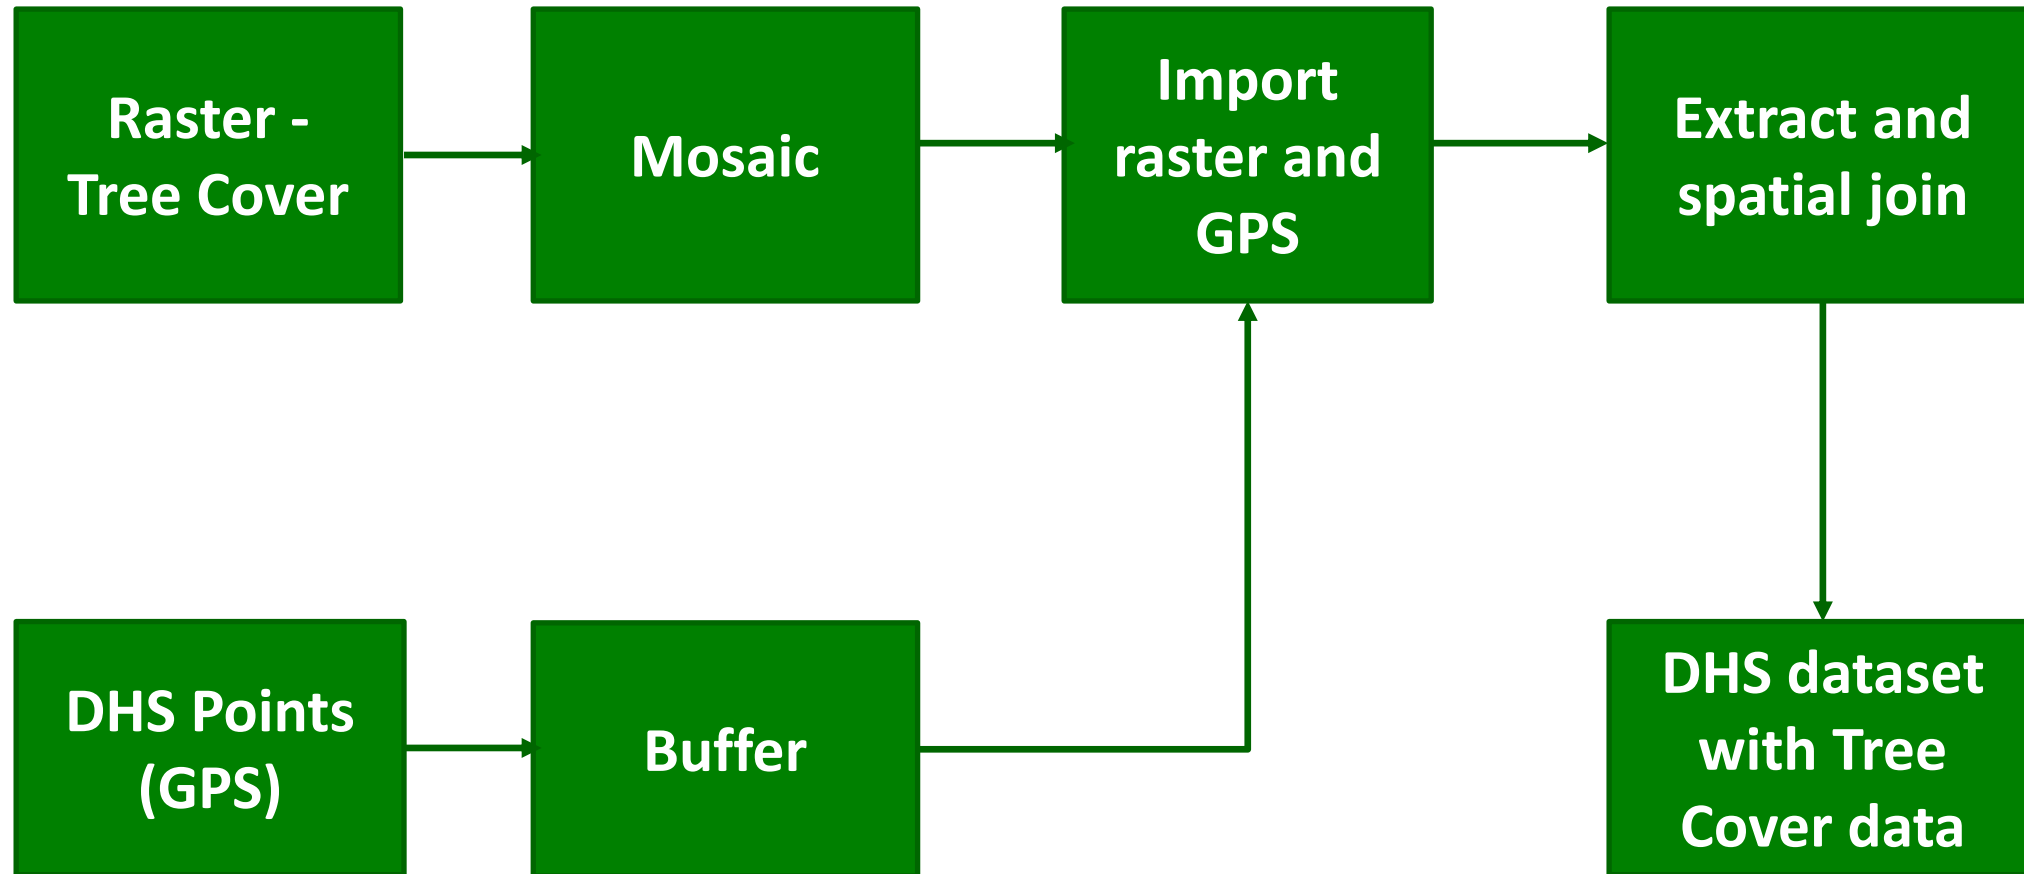 Raster -
Tree Cover
Mosaic
Import
raster and
GPS
Extract and
spatial join
DHS Points
(GPS)
Buffer
DHS dataset
with Tree
Cover data